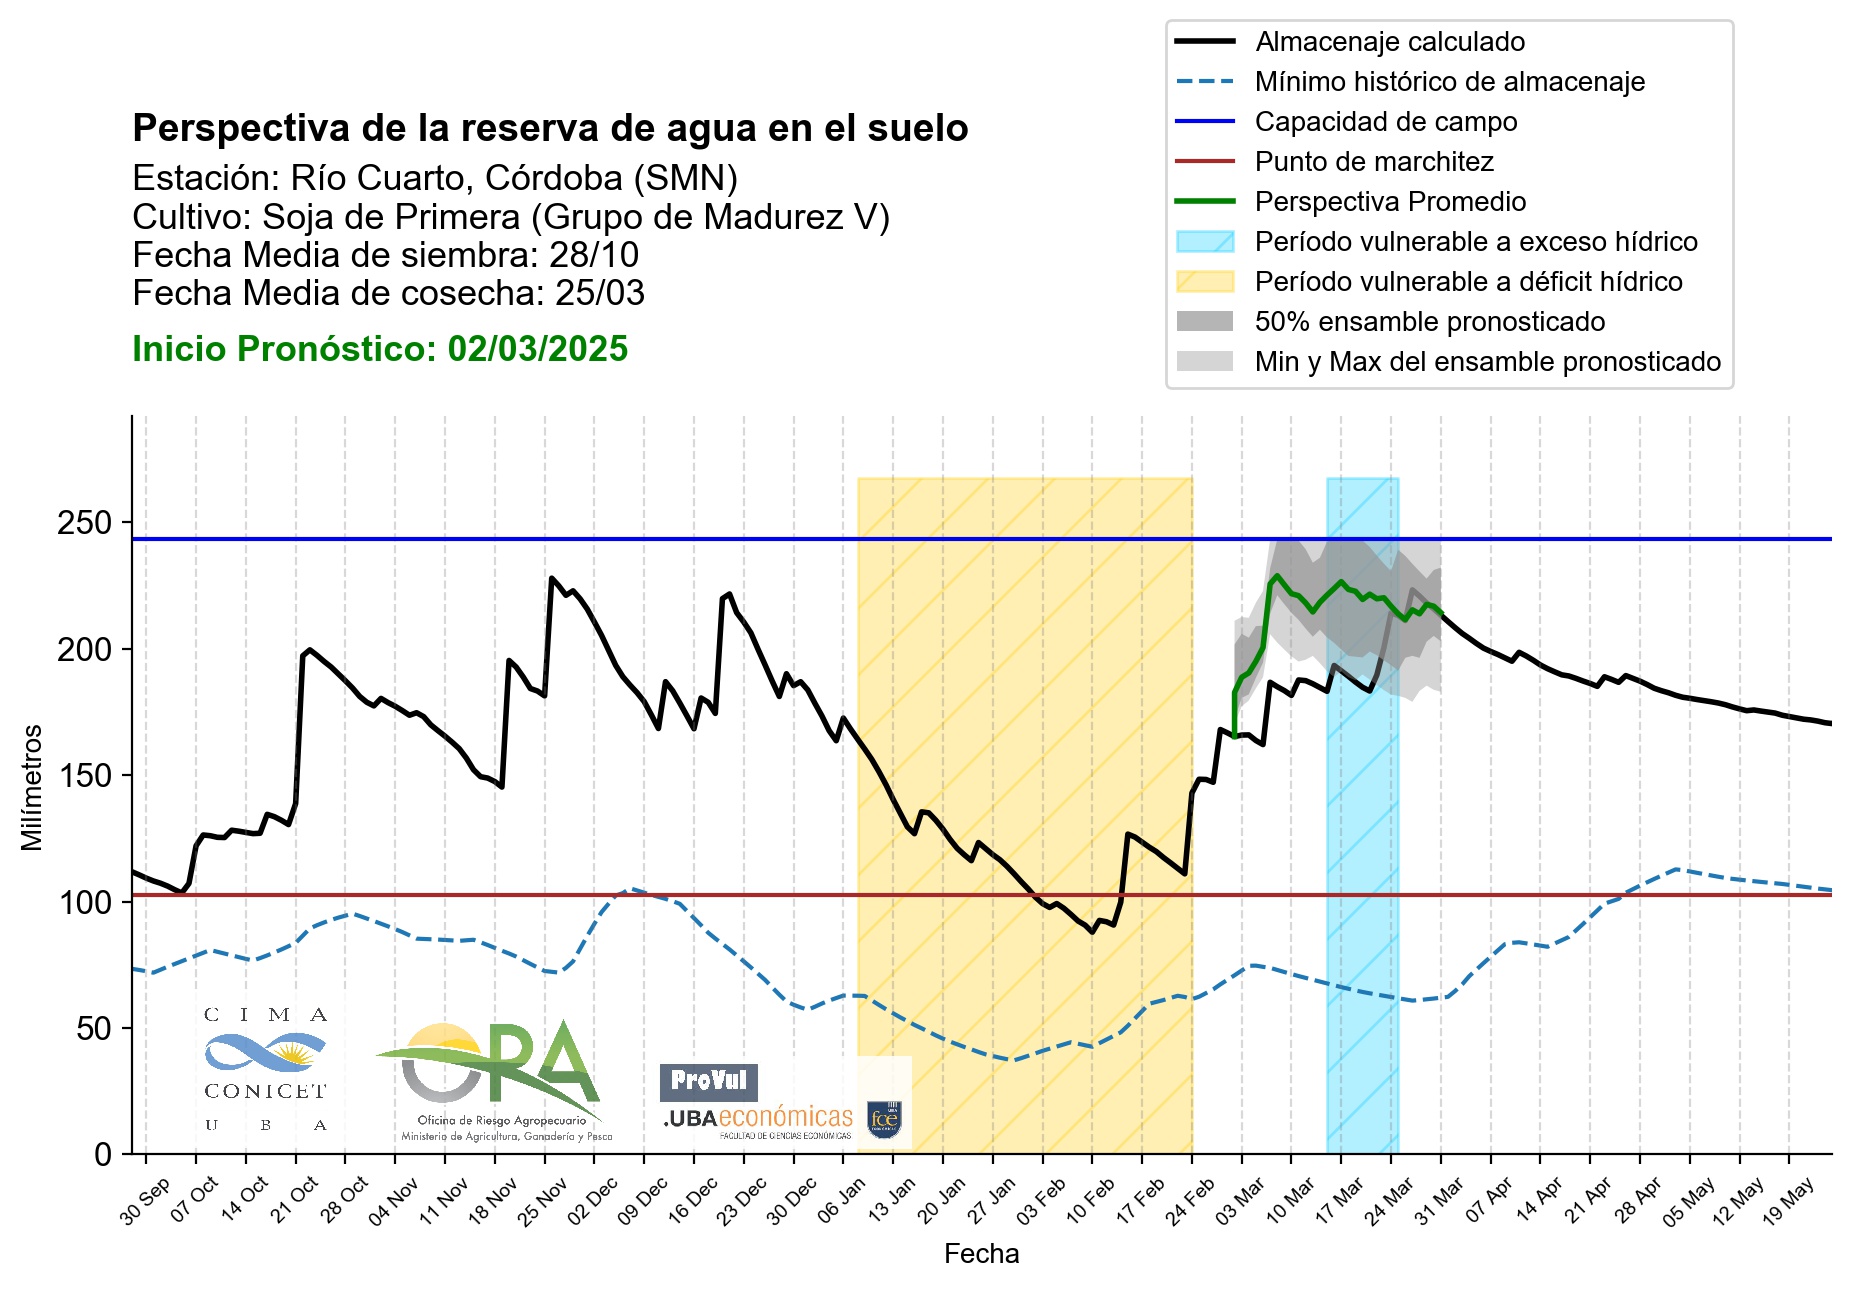 Almacenaje calculado
Mínimo histórico de almacenaje
Capacidad de campo
Punto de marchitez
Perspectiva Promedio
Período vulnerable a exceso hídrico
Período vulnerable a déficit hídrico
50% ensamble pronosticado
Min y Max del ensamble pronosticado
Perspectiva de la reserva de agua en el suelo
Estación: Río Cuarto, Córdoba (SMN)
Cultivo: Soja de Primera (Grupo de Madurez V)
Fecha Media de siembra: 28/10
Fecha Media de cosecha: 25/03
Inicio Pronóstico: 02/03/2025
Milímetros
250
200
150
100
50
0
C I M A
CONICET
U B A
ORA
Oficina de Riesgo Agropecuario
Ministerio de Agricultura, Ganadería y Pesca
ProVul
.UBAeconómicas
FACULTAD DE CIENCIAS ECONÓMICAS
UBA
fce
ECONÓMICAS
30 Sep
07 Oct
14 Oct
21 Oct
28 Oct
04 Nov
11 Nov
18 Nov
25 Nov
02 Dec
09 Dec
16 Dec
23 Dec
30 Dec
06 Jan
13 Jan
20 Jan
27 Jan
03 Feb
10 Feb
17 Feb
24 Feb
03 Mar
10 Mar
17 Mar
24 Mar
31 Mar
07 Apr
14 Apr
21 Apr
28 Apr
05 May
12 May
19 May
Fecha